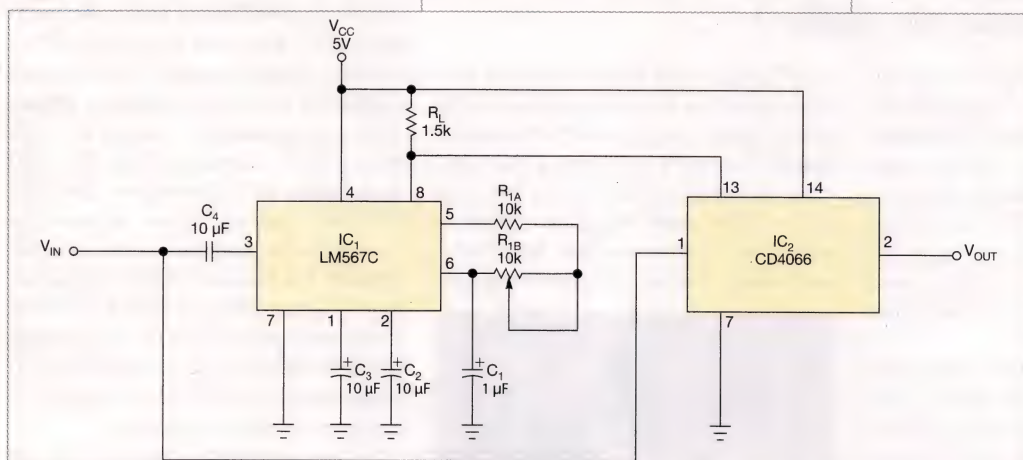 V_CC
5V
R_L
1.5k
4
8
13
14
C_4
10 µF
V_IN
3
IC_1
LM567C
5
R_1A
10k
R_1B
10k
6
1
IC_2
CD4066
2
V_OUT
7
1
2
7
+
C_3
10 µF
+
C_2
10 µF
+
C_1
1 µF